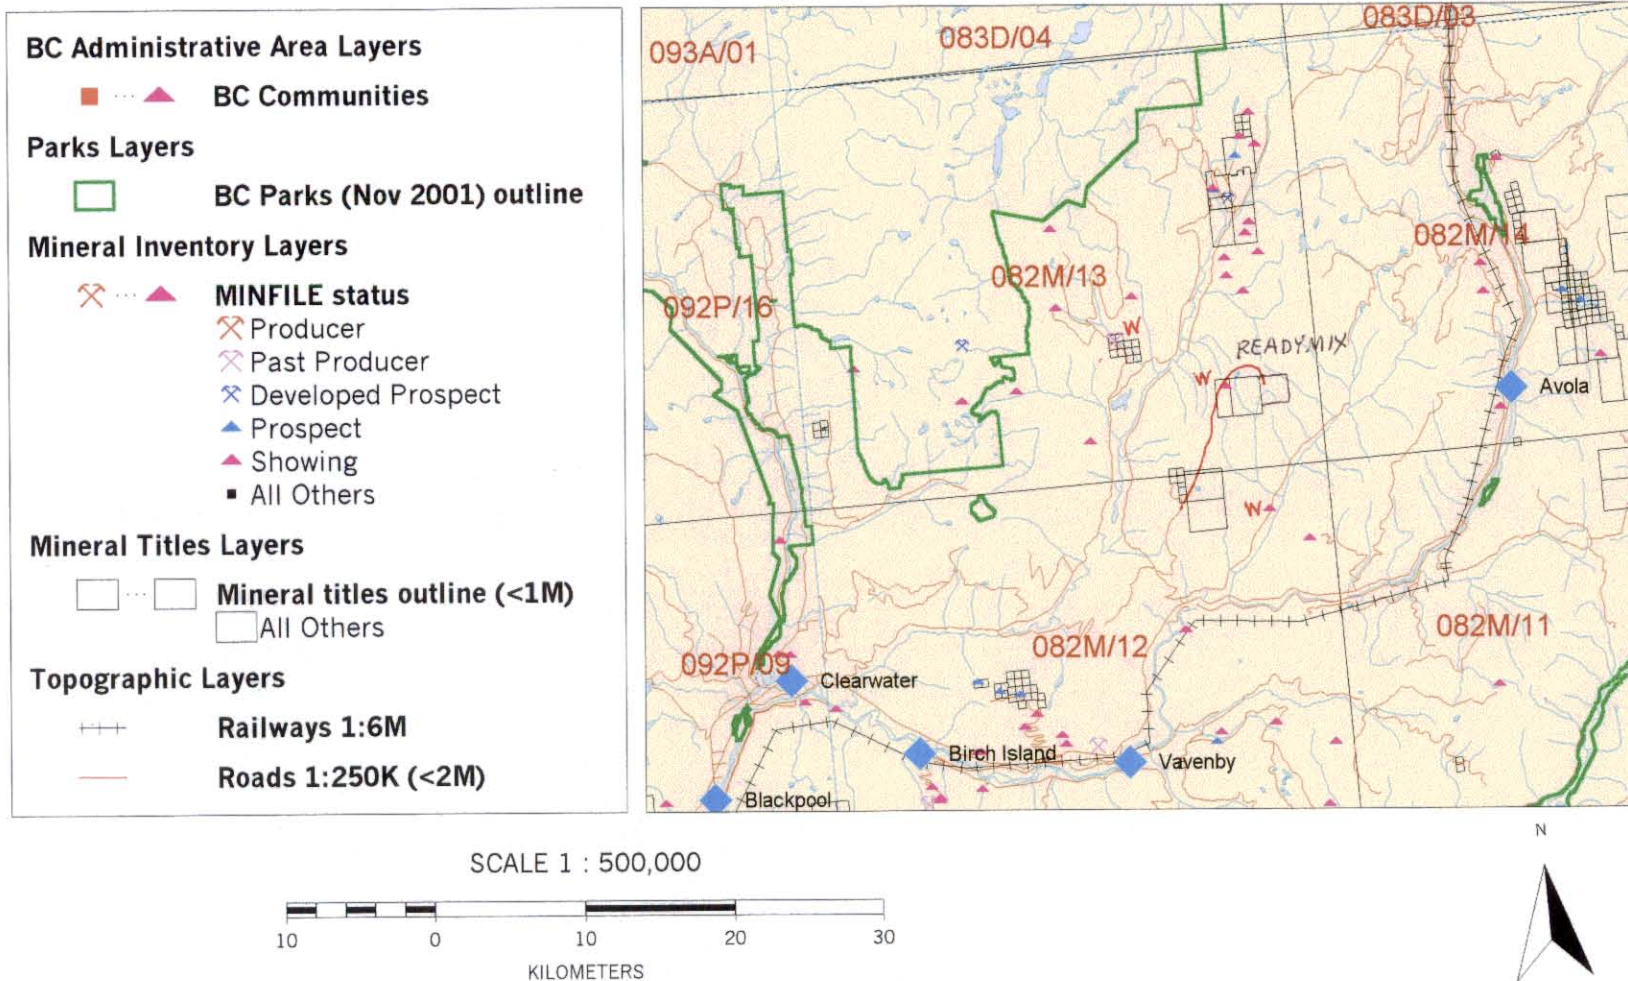 BC Administrative Area Layers
BC Communities
Parks Layers
BC Parks (Nov 2001) outline
Mineral Inventory Layers
MINFILE status
Producer
Past Producer
Developed Prospect
Prospect
Showing
All Others
Mineral Titles Layers
Mineral titles outline (<1M)
All Others
Topographic Layers
Railways 1:6M
Roads 1:250K (<2M)
093A/01
083D/04
083D/03
082M/14
082M/13
092P/16
W
READYMIX
W
Avola
W
082M/11
082M/12
092P/09
Clearwater
Birch Island
Vavenby
Blackpool
SCALE 1 : 500,000
10 0 10 20 30
KILOMETERS
N